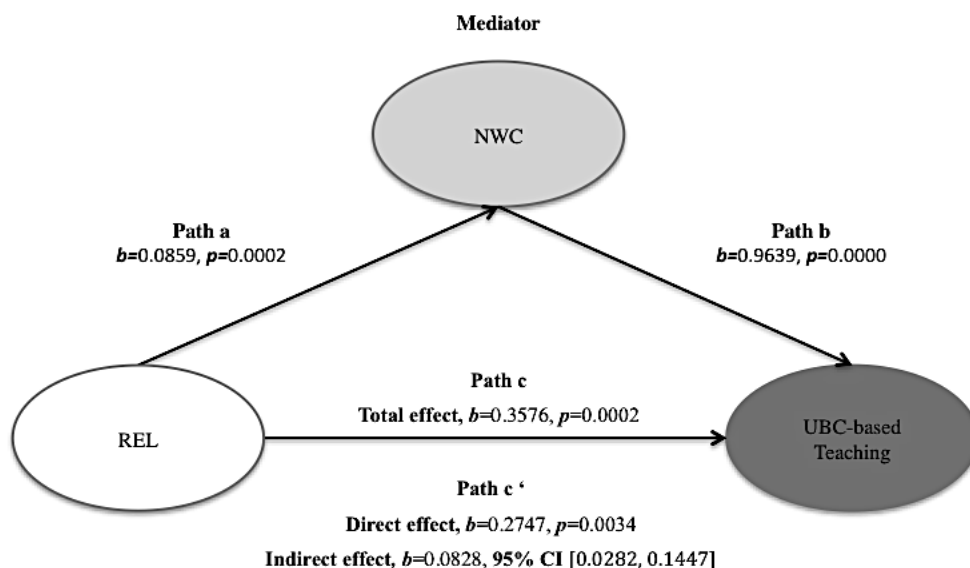 Mediator
NWC
Path a
b=0.0859, p=0.0002
Path b
b=0.9639, p=0.0000
Path c
Total effect, b=0.3576, p=0.0002
REL
UBC-based
Teaching
Path c ‘
Direct effect, b=0.2747, p=0.0034
Indirect effect, b=0.0828, 95% CI [0.0282, 0.1447]